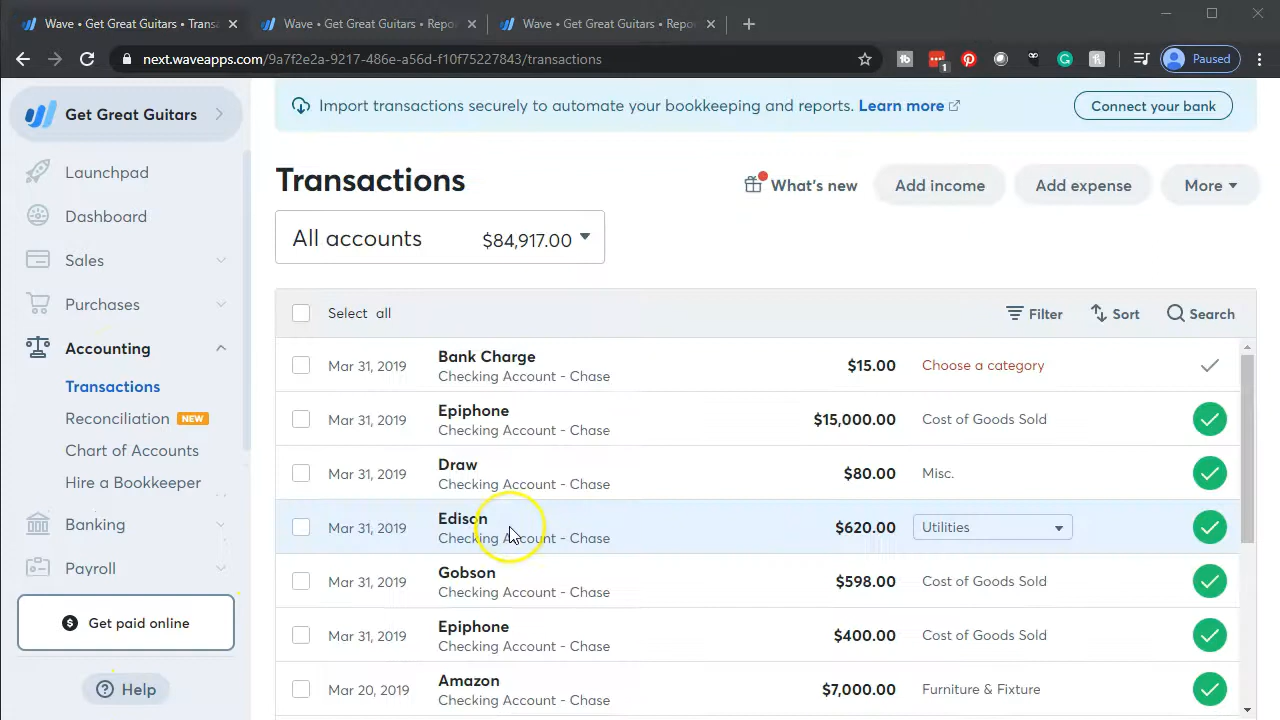 Wave • Get Great Guitars • Transa
Wave • Get Great Guitars • Repo
Wave • Get Great Guitars • Repo
next.waveapps.com/9a7f2e2a-9217-486e-a56d-f10f75227843/transactions
1
Paused
Get Great Guitars
Launchpad
Dashboard
Sales
Purchases
Accounting
Transactions
Reconciliation NEW
Chart of Accounts
Hire a Bookkeeper
Banking
Payroll
Get paid online
Help
Import transactions securely to automate your bookkeeping and reports. Learn more
Connect your bank
Transactions
What's new
Add income
Add expense
More
All accounts $84,917.00
Select all
Filter
Sort
Search
Mar 31, 2019 Bank Charge $15.00 Choose a category
Checking Account - Chase
Mar 31, 2019 Epiphone $15,000.00 Cost of Goods Sold
Checking Account - Chase
Mar 31, 2019 Draw $80.00 Misc.
Checking Account - Chase
Mar 31, 2019 Edison $620.00 Utilities
Checking Account - Chase
Mar 31, 2019 Gobson $598.00 Cost of Goods Sold
Checking Account - Chase
Mar 31, 2019 Epiphone $400.00 Cost of Goods Sold
Checking Account - Chase
Mar 20, 2019 Amazon $7,000.00 Furniture & Fixture
Checking Account - Chase